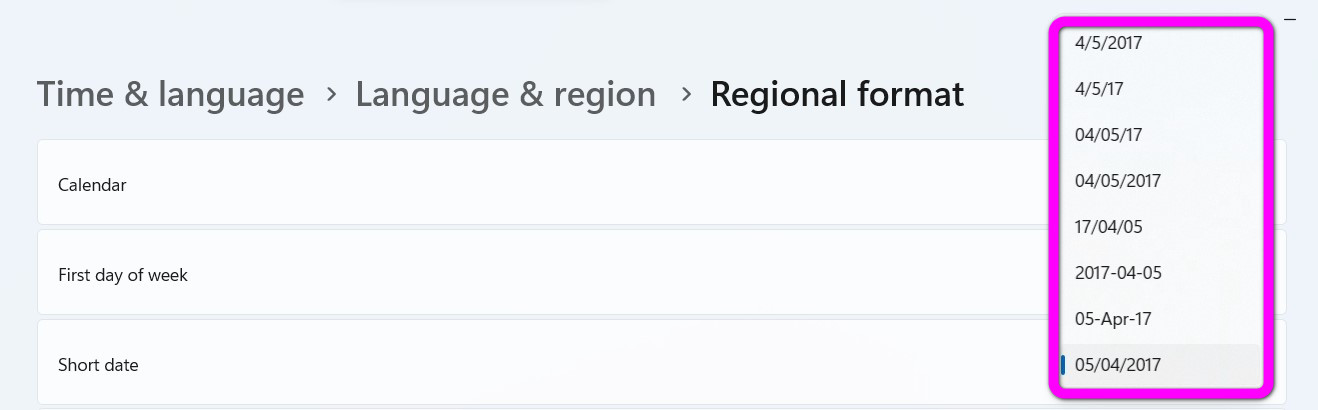 Time & language > Language & region > Regional format
Calendar
First day of week
Short date
4/5/2017
4/5/17
04/05/17
04/05/2017
17/04/05
2017-04-05
05-Apr-17
05/04/2017